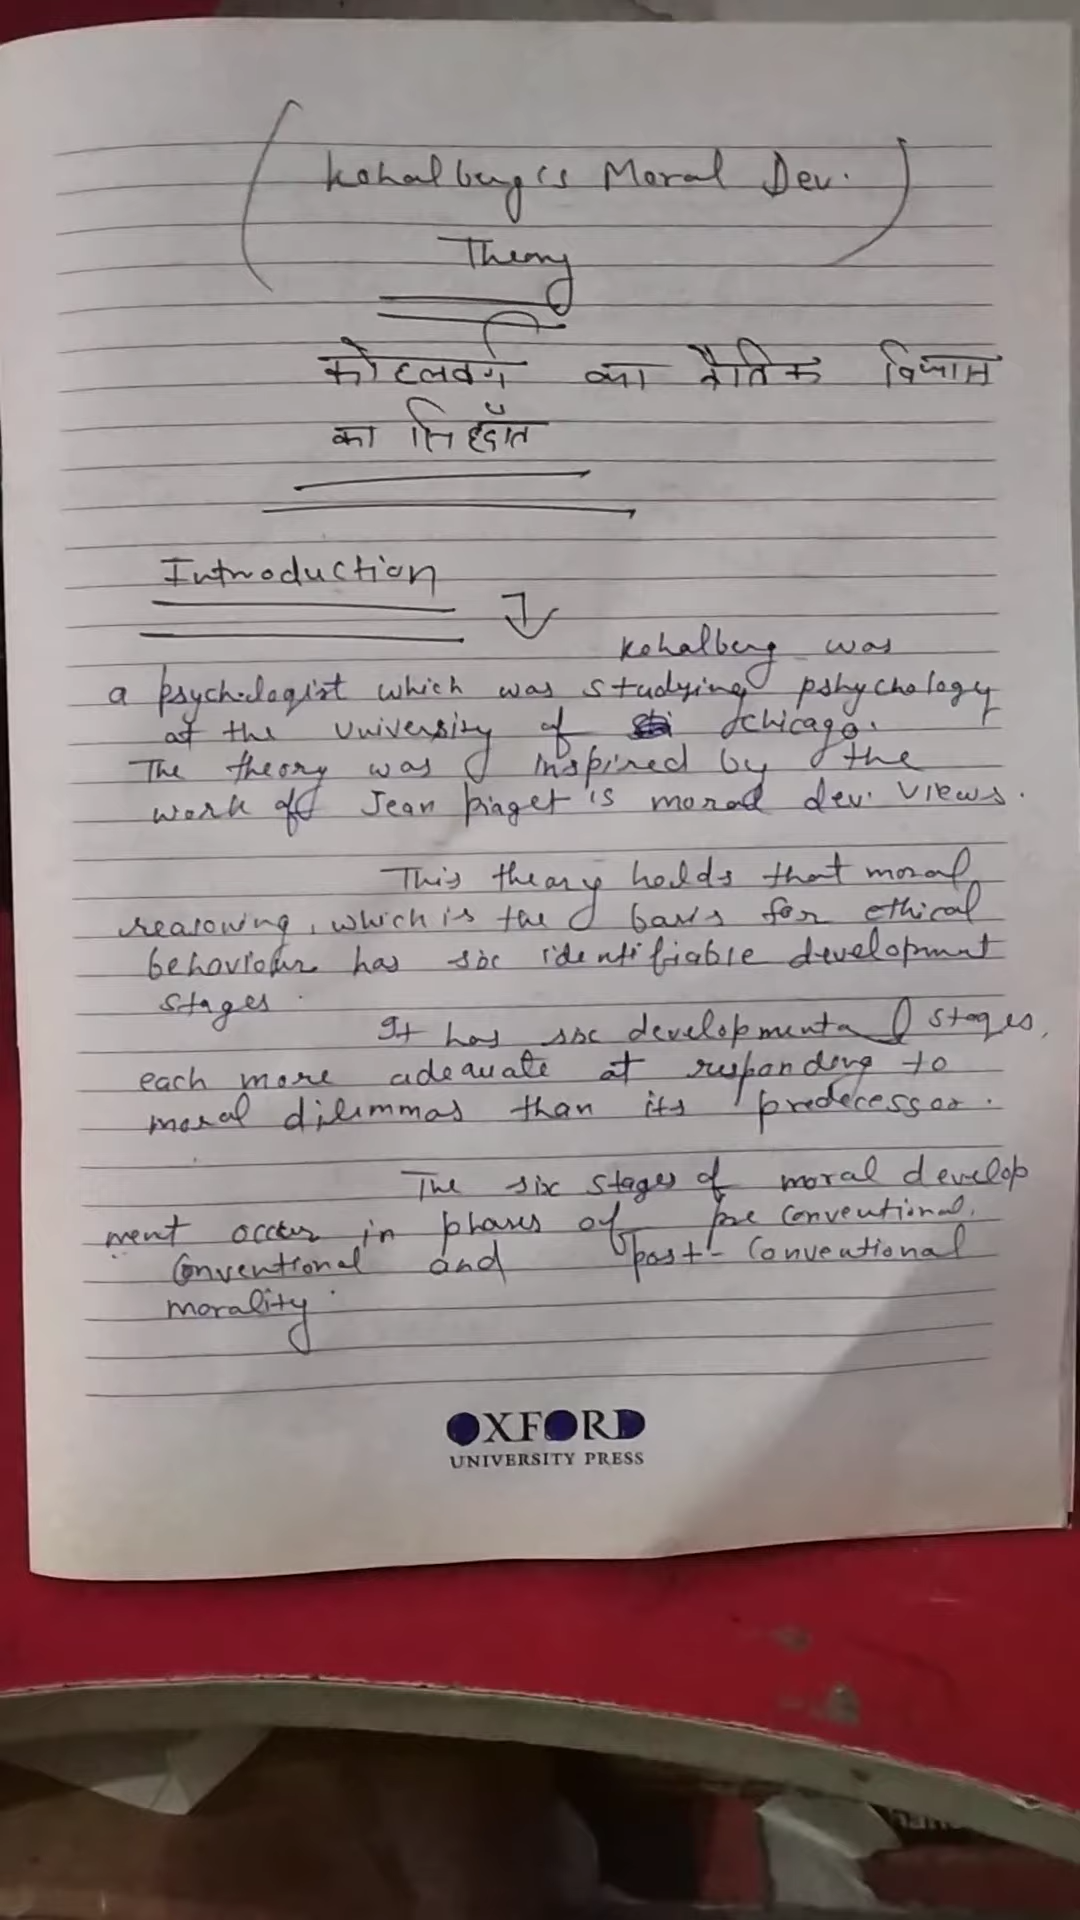 Kohalberg's Moral Dev.
Theory
कोहलबर्ग का नैतिक विकास
का सिद्दाँत
Introduction
Kohalberg was
a psychologist which was studying pshychology
at the University of Chicago.
The theory was inspired by the
work of Jean piaget's moral dev. views.
This theory holds that moral
reasoning, which is the basis for ethical
behaviour has six identifiable development
stages.
It has six developmental stages,
each more adequate at responding to
moral dilemmas than its predecessor.
The six stages of moral develop
ment occur in phases of pre conventional,
Conventional and post-Conventional
morality.
OXFORD
UNIVERSITY PRESS